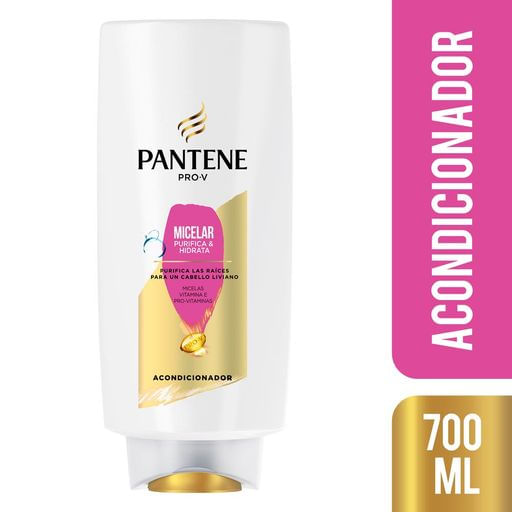 PANTENE
PRO-V
MICELAR
PURIFICA &
HIDRATA
PURIFICA LAS RAÍCES
PARA UN CABELLO LIVIANO
MICELAS
VITAMINA E
PRO-VITAMINAS
PRO-V
ACONDICIONADOR
ACONDICIONADOR
700
ML